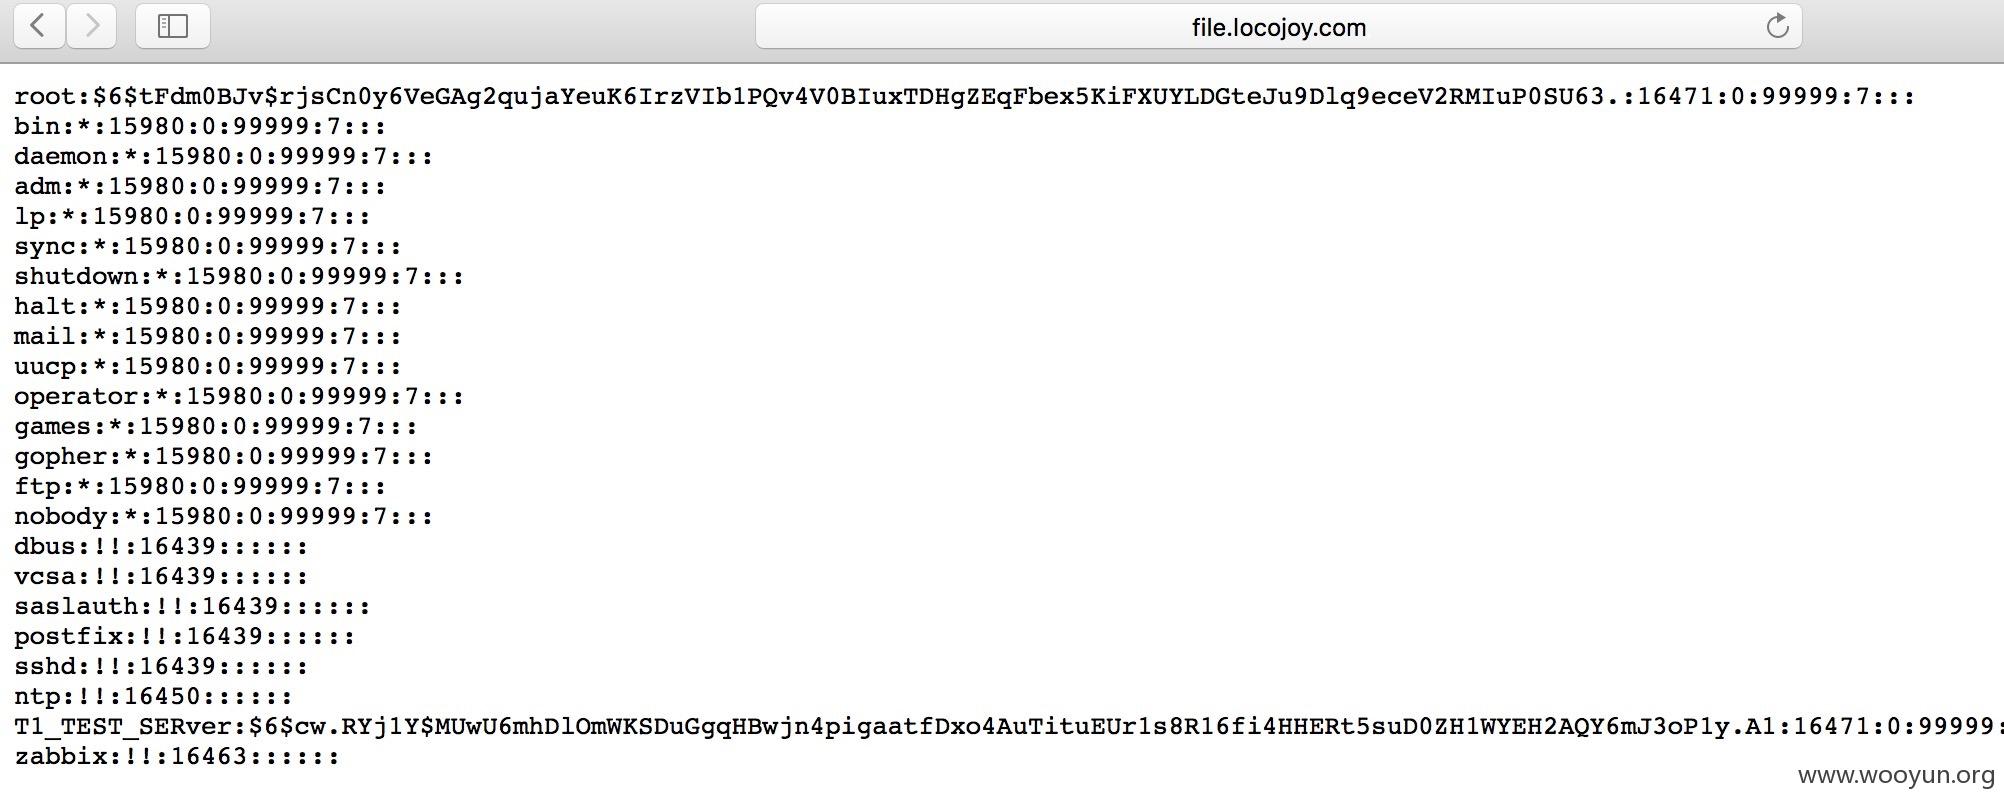 file.locojoy.com
root:$6$tFdm0BJv$rjsCn0y6VeGAg2qujaYeuK6IrzVIb1PQv4V0BIuxTDHgZEqFbex5KiFXUYLDGteJu9Dlq9eceV2RMIuP0SU63.:16471:0:99999:7:::
bin:*:15980:0:99999:7:::
daemon:*:15980:0:99999:7:::
adm:*:15980:0:99999:7:::
lp:*:15980:0:99999:7:::
sync:*:15980:0:99999:7:::
shutdown:*:15980:0:99999:7:::
halt:*:15980:0:99999:7:::
mail:*:15980:0:99999:7:::
uucp:*:15980:0:99999:7:::
operator:*:15980:0:99999:7:::
games:*:15980:0:99999:7:::
gopher:*:15980:0:99999:7:::
ftp:*:15980:0:99999:7:::
nobody:*:15980:0:99999:7:::
dbus:!!:16439::::::
vcsa:!!:16439::::::
saslauth:!!:16439::::::
postfix:!!:16439::::::
sshd:!!:16439::::::
ntp:!!:16450::::::
T1_TEST_SERver:$6$cw.RYj1Y$MUwU6mhDlOmWKSDuGgqHBwjn4pigaatfDxo4AuTituEUr1s8R16fi4HHERt5suD0ZH1WYEH2AQY6mJ3oP1y.A1:16471:0:99999:
zabbix:!!:16463::::::
www.wooyun.org